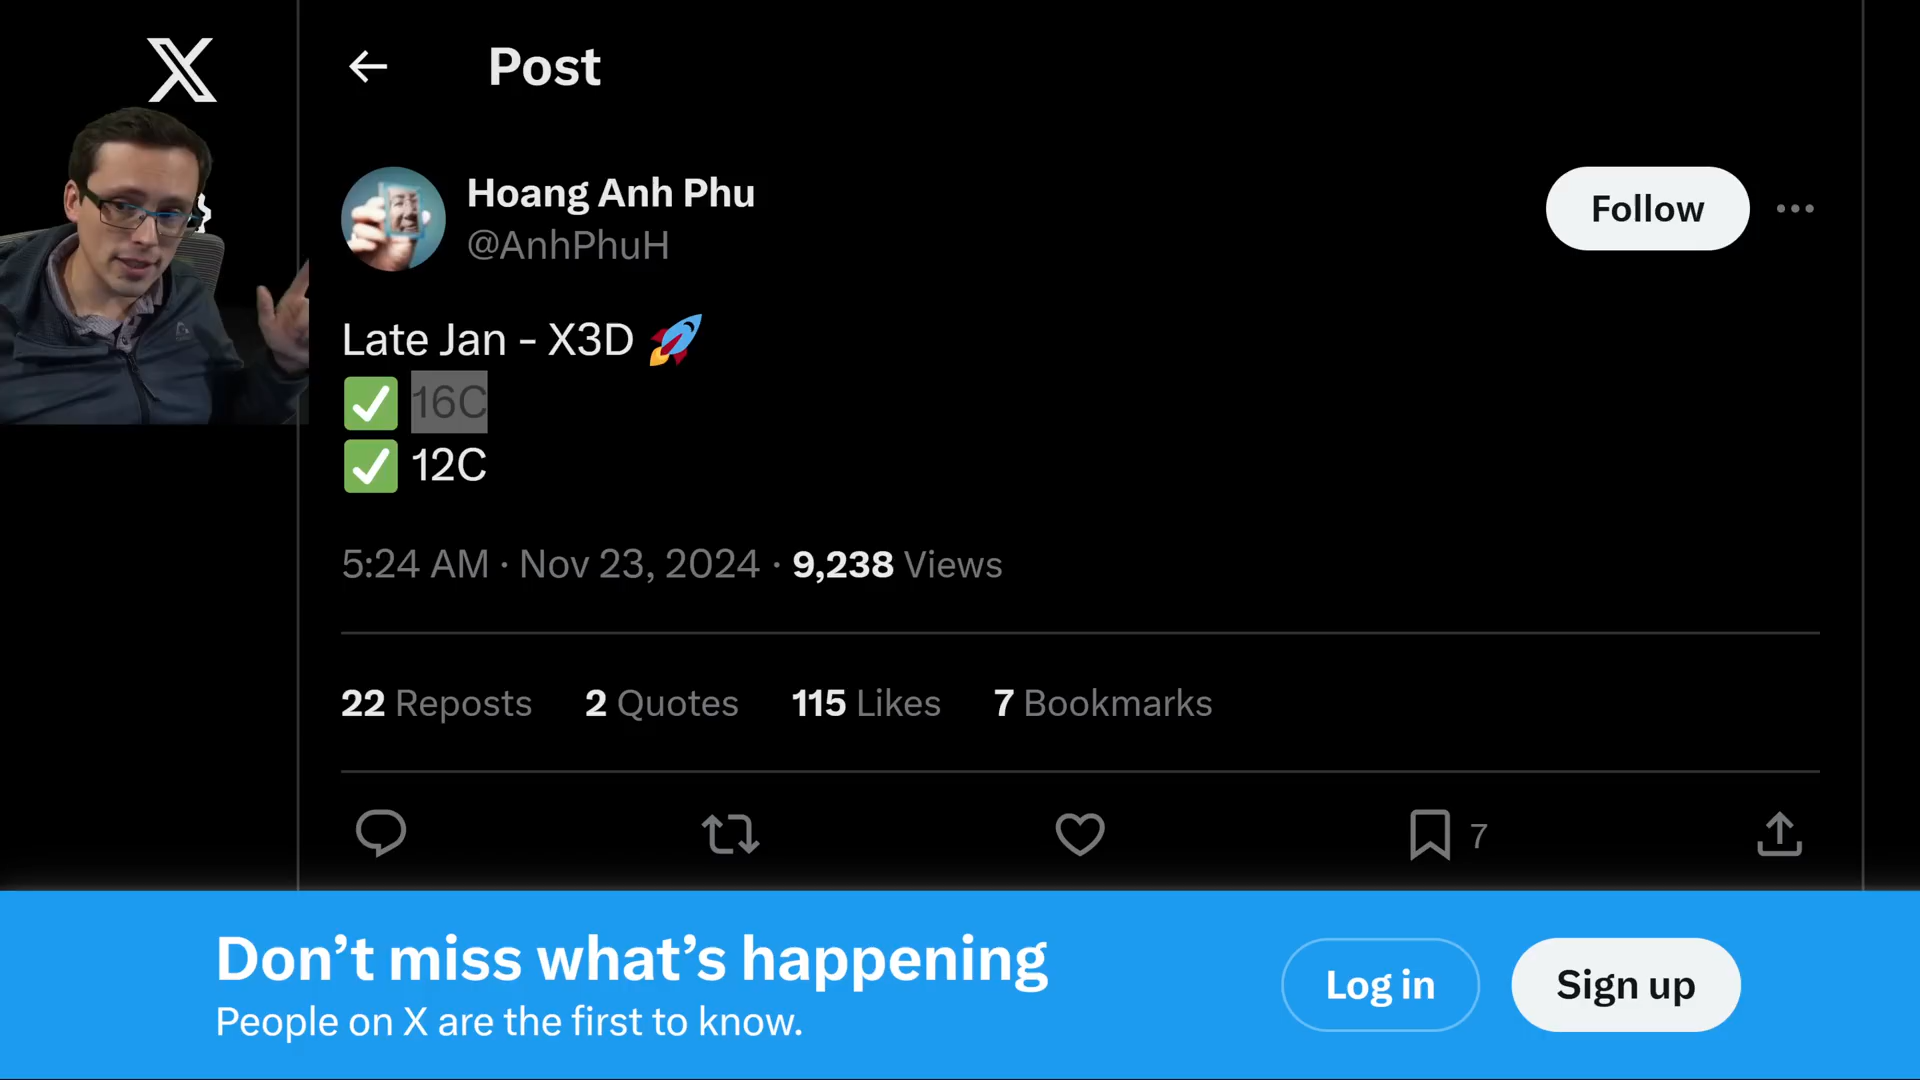 Post
Hoang Anh Phu
@AnhPhuH
Follow
Late Jan - X3D 🚀
✅ 16C
✅ 12C
5:24 AM · Nov 23, 2024 · 9,238 Views
22 Reposts 2 Quotes 115 Likes 7 Bookmarks
7
Don’t miss what’s happening
People on X are the first to know.
Log in
Sign up